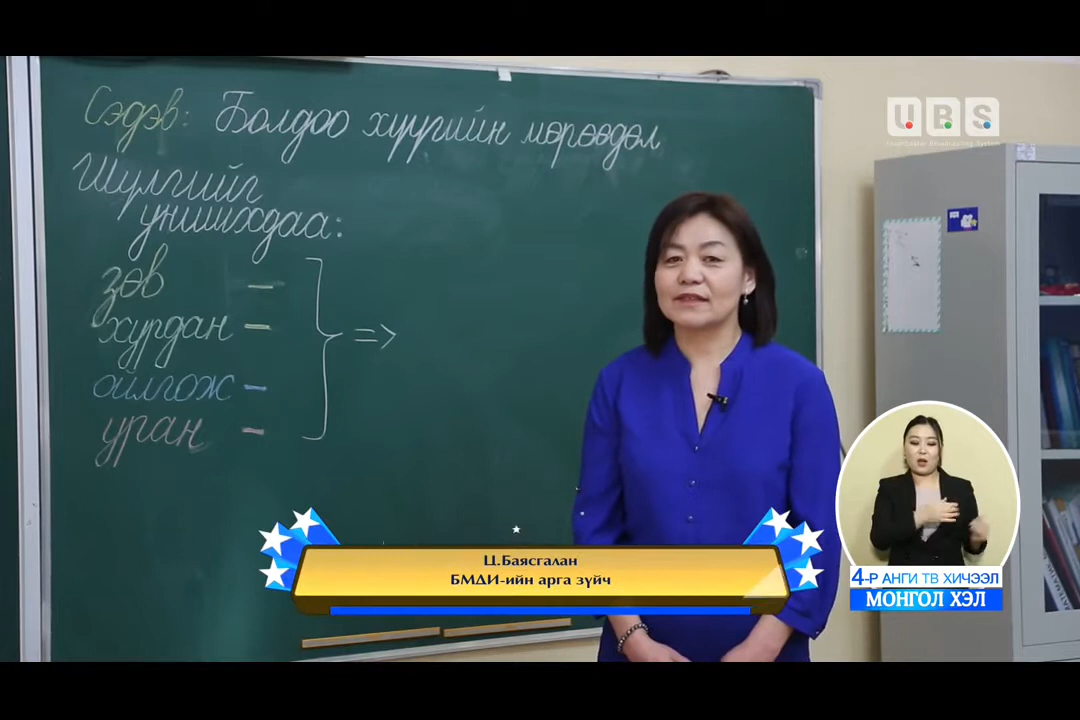 Сэдэв: Болдоо хүүгийн мөрөөдөл
Шүлгийг
уншихдаа:
зөв –
хурдан –
ойлгож –
уран –
=>
UBS
Ц.Баясгалан
БМДИ-ийн арга зүйч
4-Р АНГИ ТВ ХИЧЭЭЛ
МОНГОЛ ХЭЛ